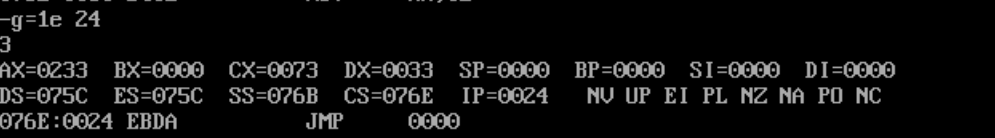 -g=1e 24
3
AX=0233 BX=0000 CX=0073 DX=0033 SP=0000 BP=0000 SI=0000 DI=0000
DS=075C ES=075C SS=076B CS=076E IP=0024 NV UP EI PL NZ NA PO NC
076E:0024 EBDA JMP 0000